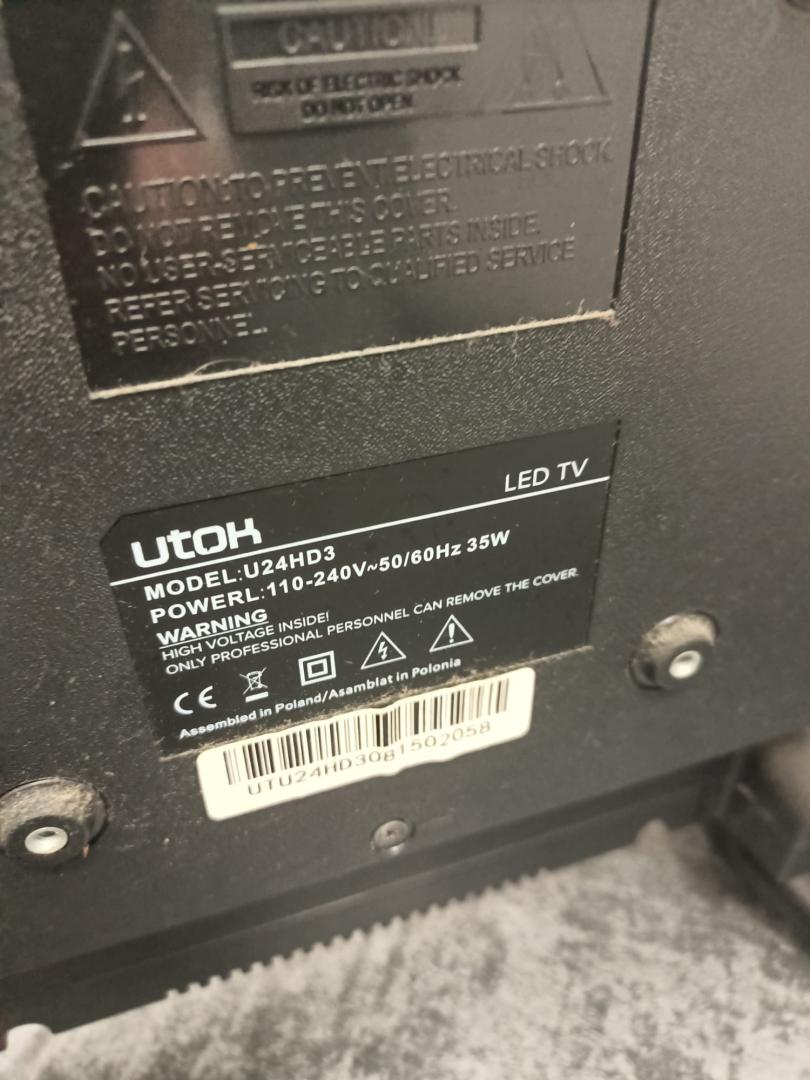 CAUTION!
RISK OF ELECTRIC SHOCK
DO NOT OPEN
CAUTION:TO PREVENT ELECTRICAL SHOCK
DO NOT REMOVE THIS COVER.
NO USER-SERVICEABLE PARTS INSIDE.
REFER SERVICING TO QUALIFIED SERVICE
PERSONNEL.
LED TV
UTOK
MODEL:U24HD3
POWERL:110-240V~50/60Hz 35W
WARNING
HIGH VOLTAGE INSIDE!
ONLY PROFESSIONAL PERSONNEL CAN REMOVE THE COVER.
CE
Assembled in Poland/Asamblat in Polonia
UTU24HD3081502058